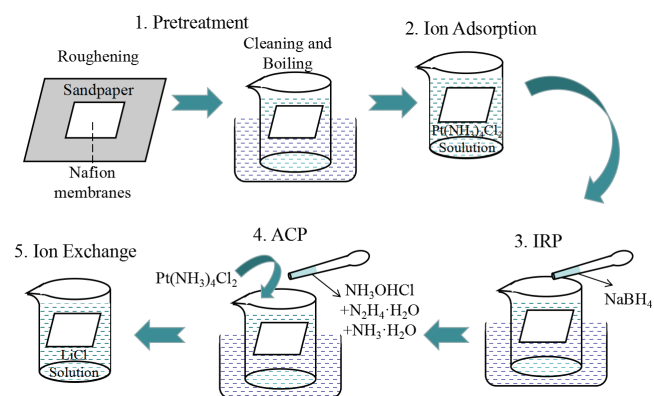 1. Pretreatment
Roughening
Sandpaper
Nafion
membranes
Cleaning and
Boiling
2. Ion Adsorption
Pt(NH₃)₄Cl₂
Soulution
3. IRP
NaBH₄
4. ACP
Pt(NH₃)₄Cl₂
NH₃OHCl
+N₂H₄·H₂O
+NH₃·H₂O
5. Ion Exchange
LiCl
Solution